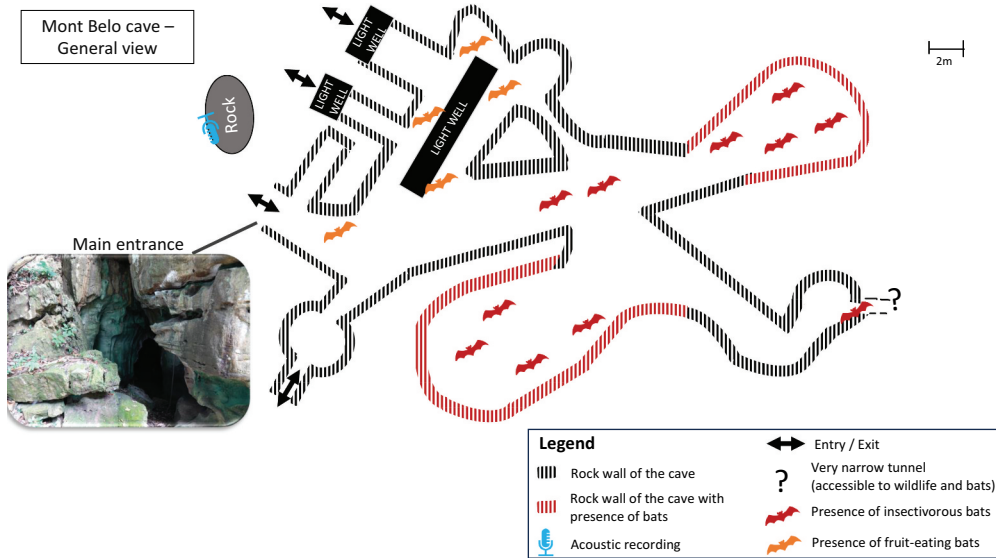 Mont Belo cave –
General view
LIGHT
WELL
LIGHT
WELL
LIGHT WELL
Rock
2m
Main entrance
?
Legend
Rock wall of the cave
Rock wall of the cave with
presence of bats
Acoustic recording
Entry / Exit
?
Very narrow tunnel
(accessible to wildlife and bats)
Presence of insectivorous bats
Presence of fruit-eating bats